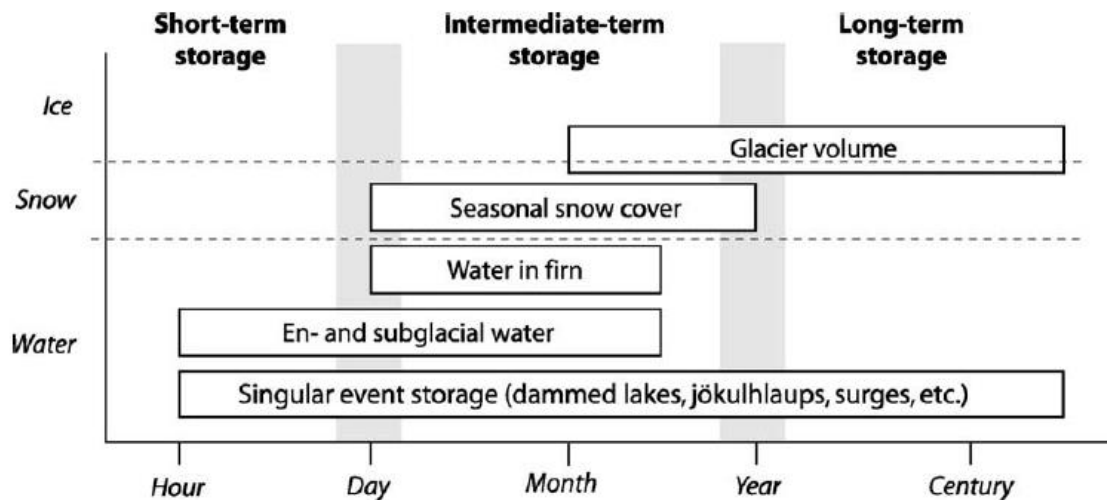 Short-term
storage
Intermediate-term
storage
Long-term
storage
Ice
Glacier volume
Snow
Seasonal snow cover
Water in firn
Water
En- and subglacial water
Singular event storage (dammed lakes, jökulhlaups, surges, etc.)
Hour
Day
Month
Year
Century